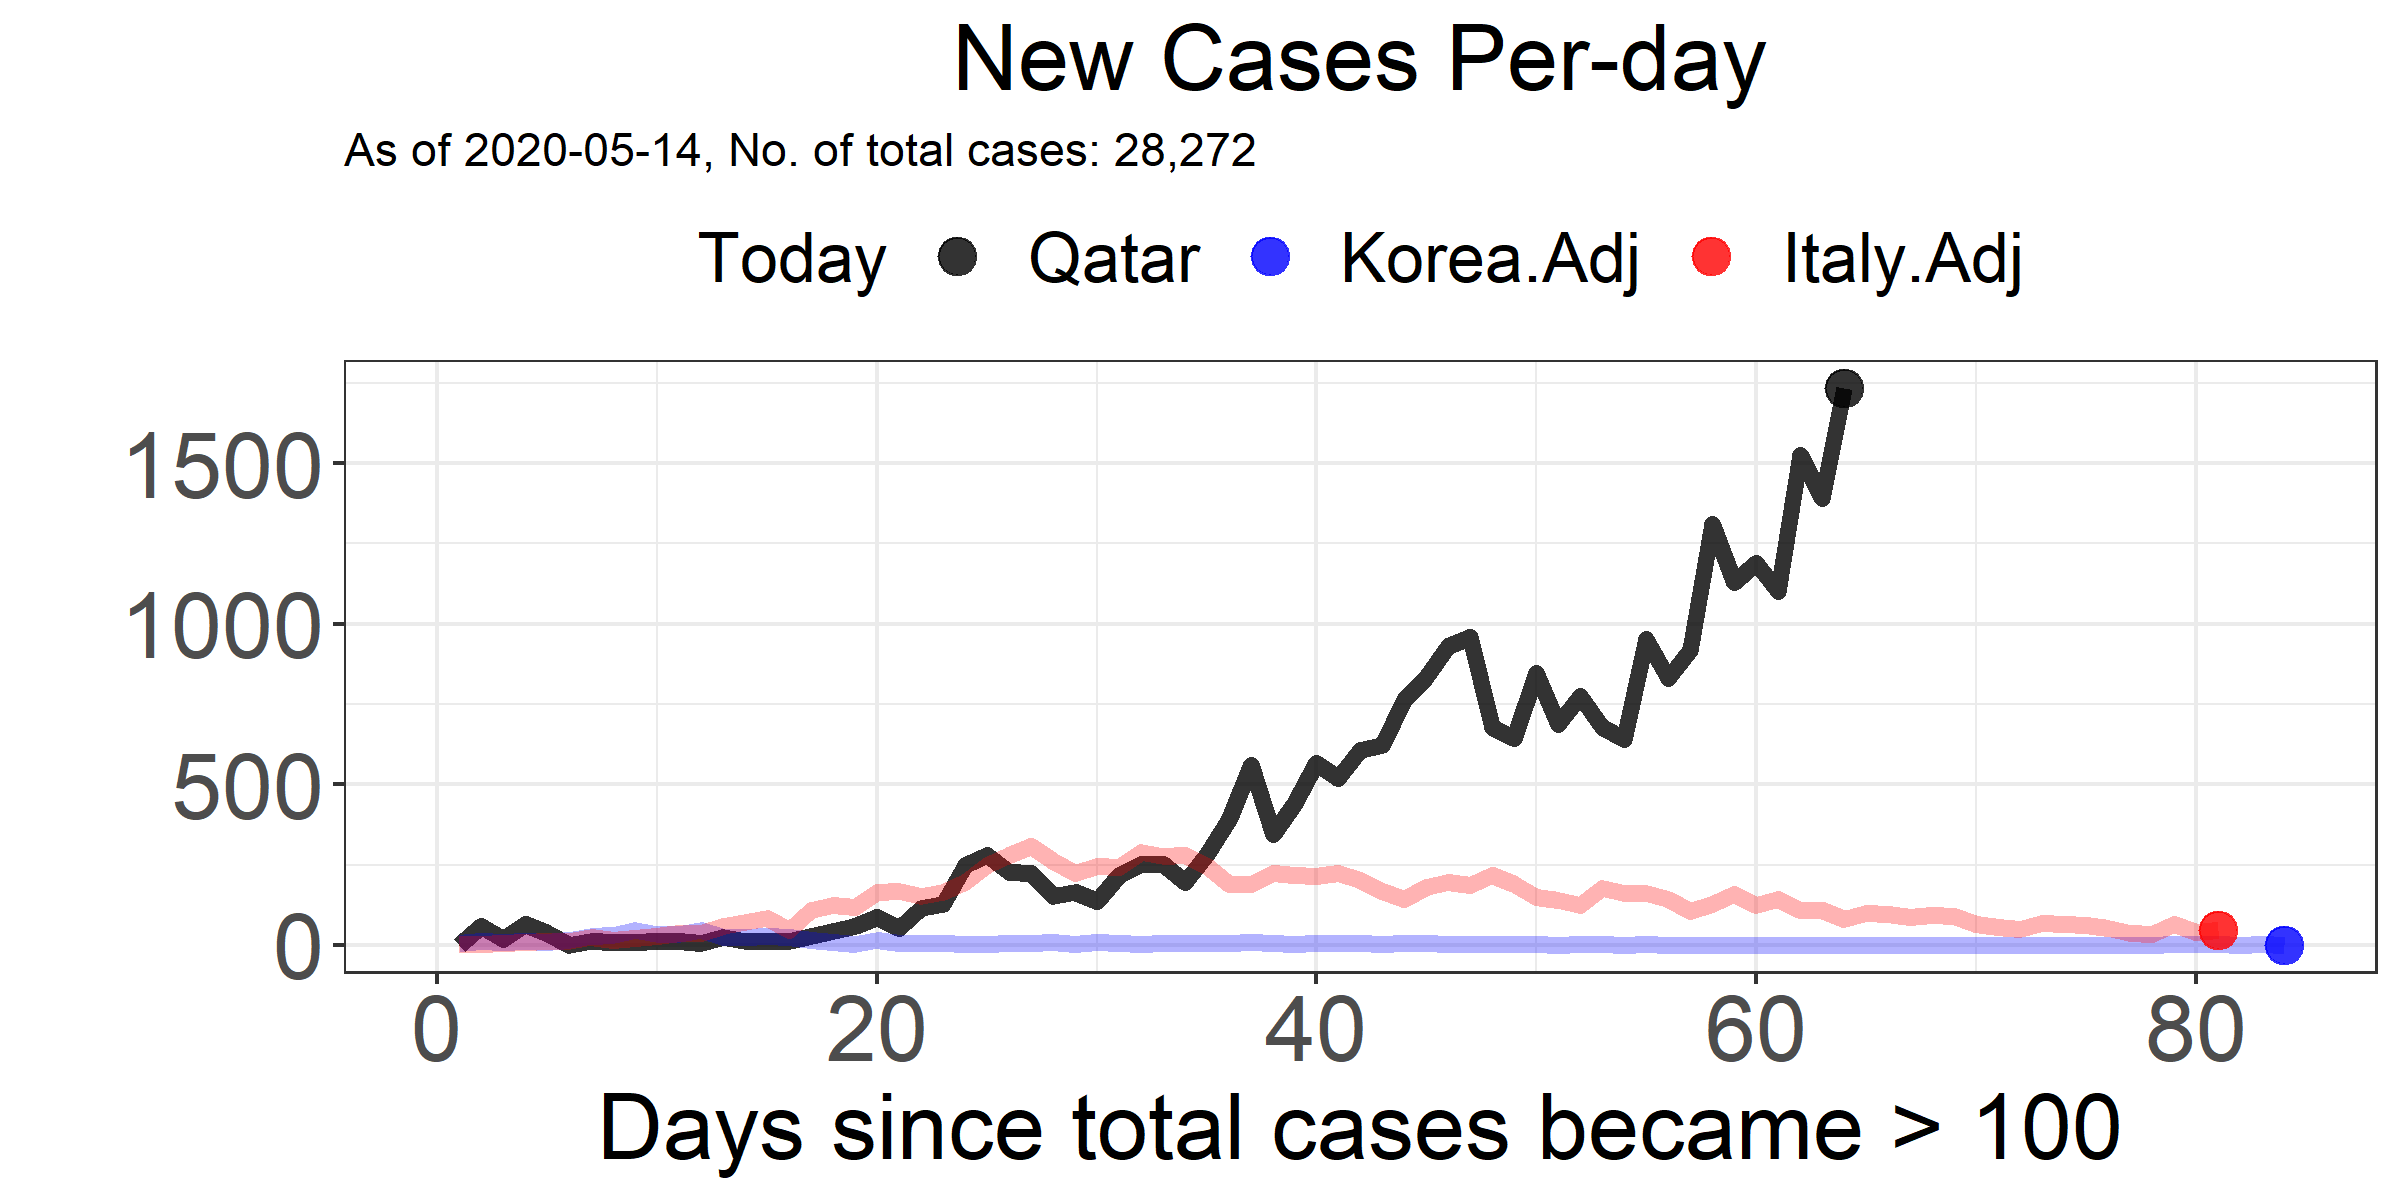 New Cases Per-day
As of 2020-05-14, No. of total cases: 28,272
Today Qatar Korea.Adj Italy.Adj
1500
1000
500
0
0 20 40 60 80
Days since total cases became > 100